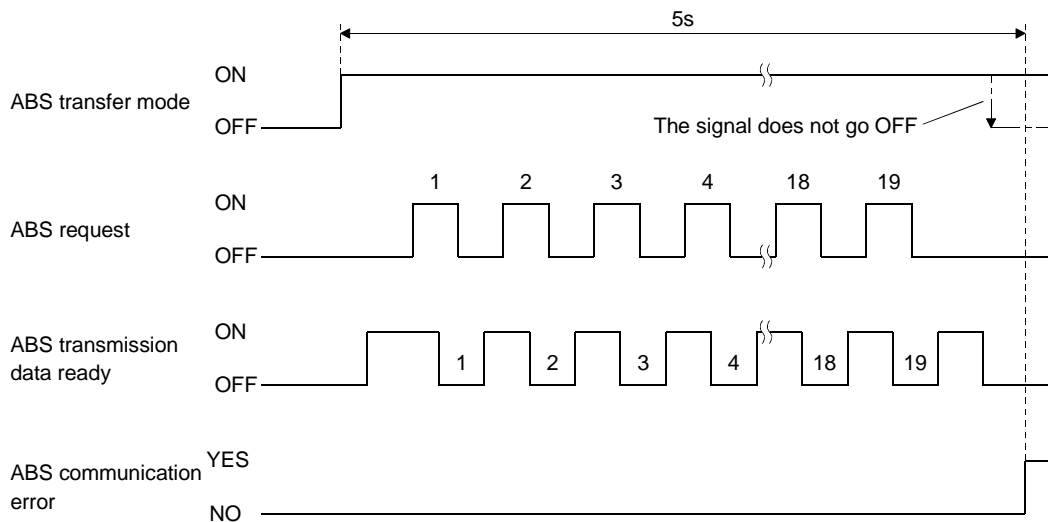 5s
ON
ABS transfer mode
OFF
The signal does not go OFF
1 2 3 4 18 19
ON
ABS request
OFF
ON
ABS transmission
data ready
1 2 3 4 18 19
OFF
YES
ABS communication
error
NO